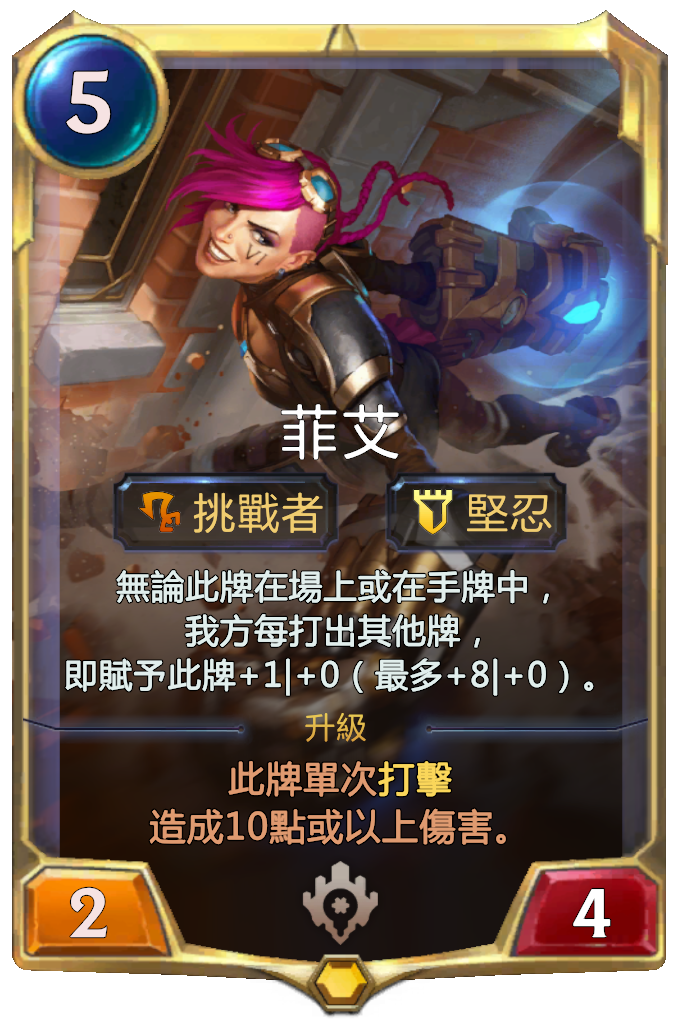 5
VI
菲艾
挑戰者
堅忍
無論此牌在場上或在手牌中，
我方每打出其他牌，
即賦予此牌+1|+0（最多+8|+0）。
升級
此牌單次打擊
造成10點或以上傷害。
2
4